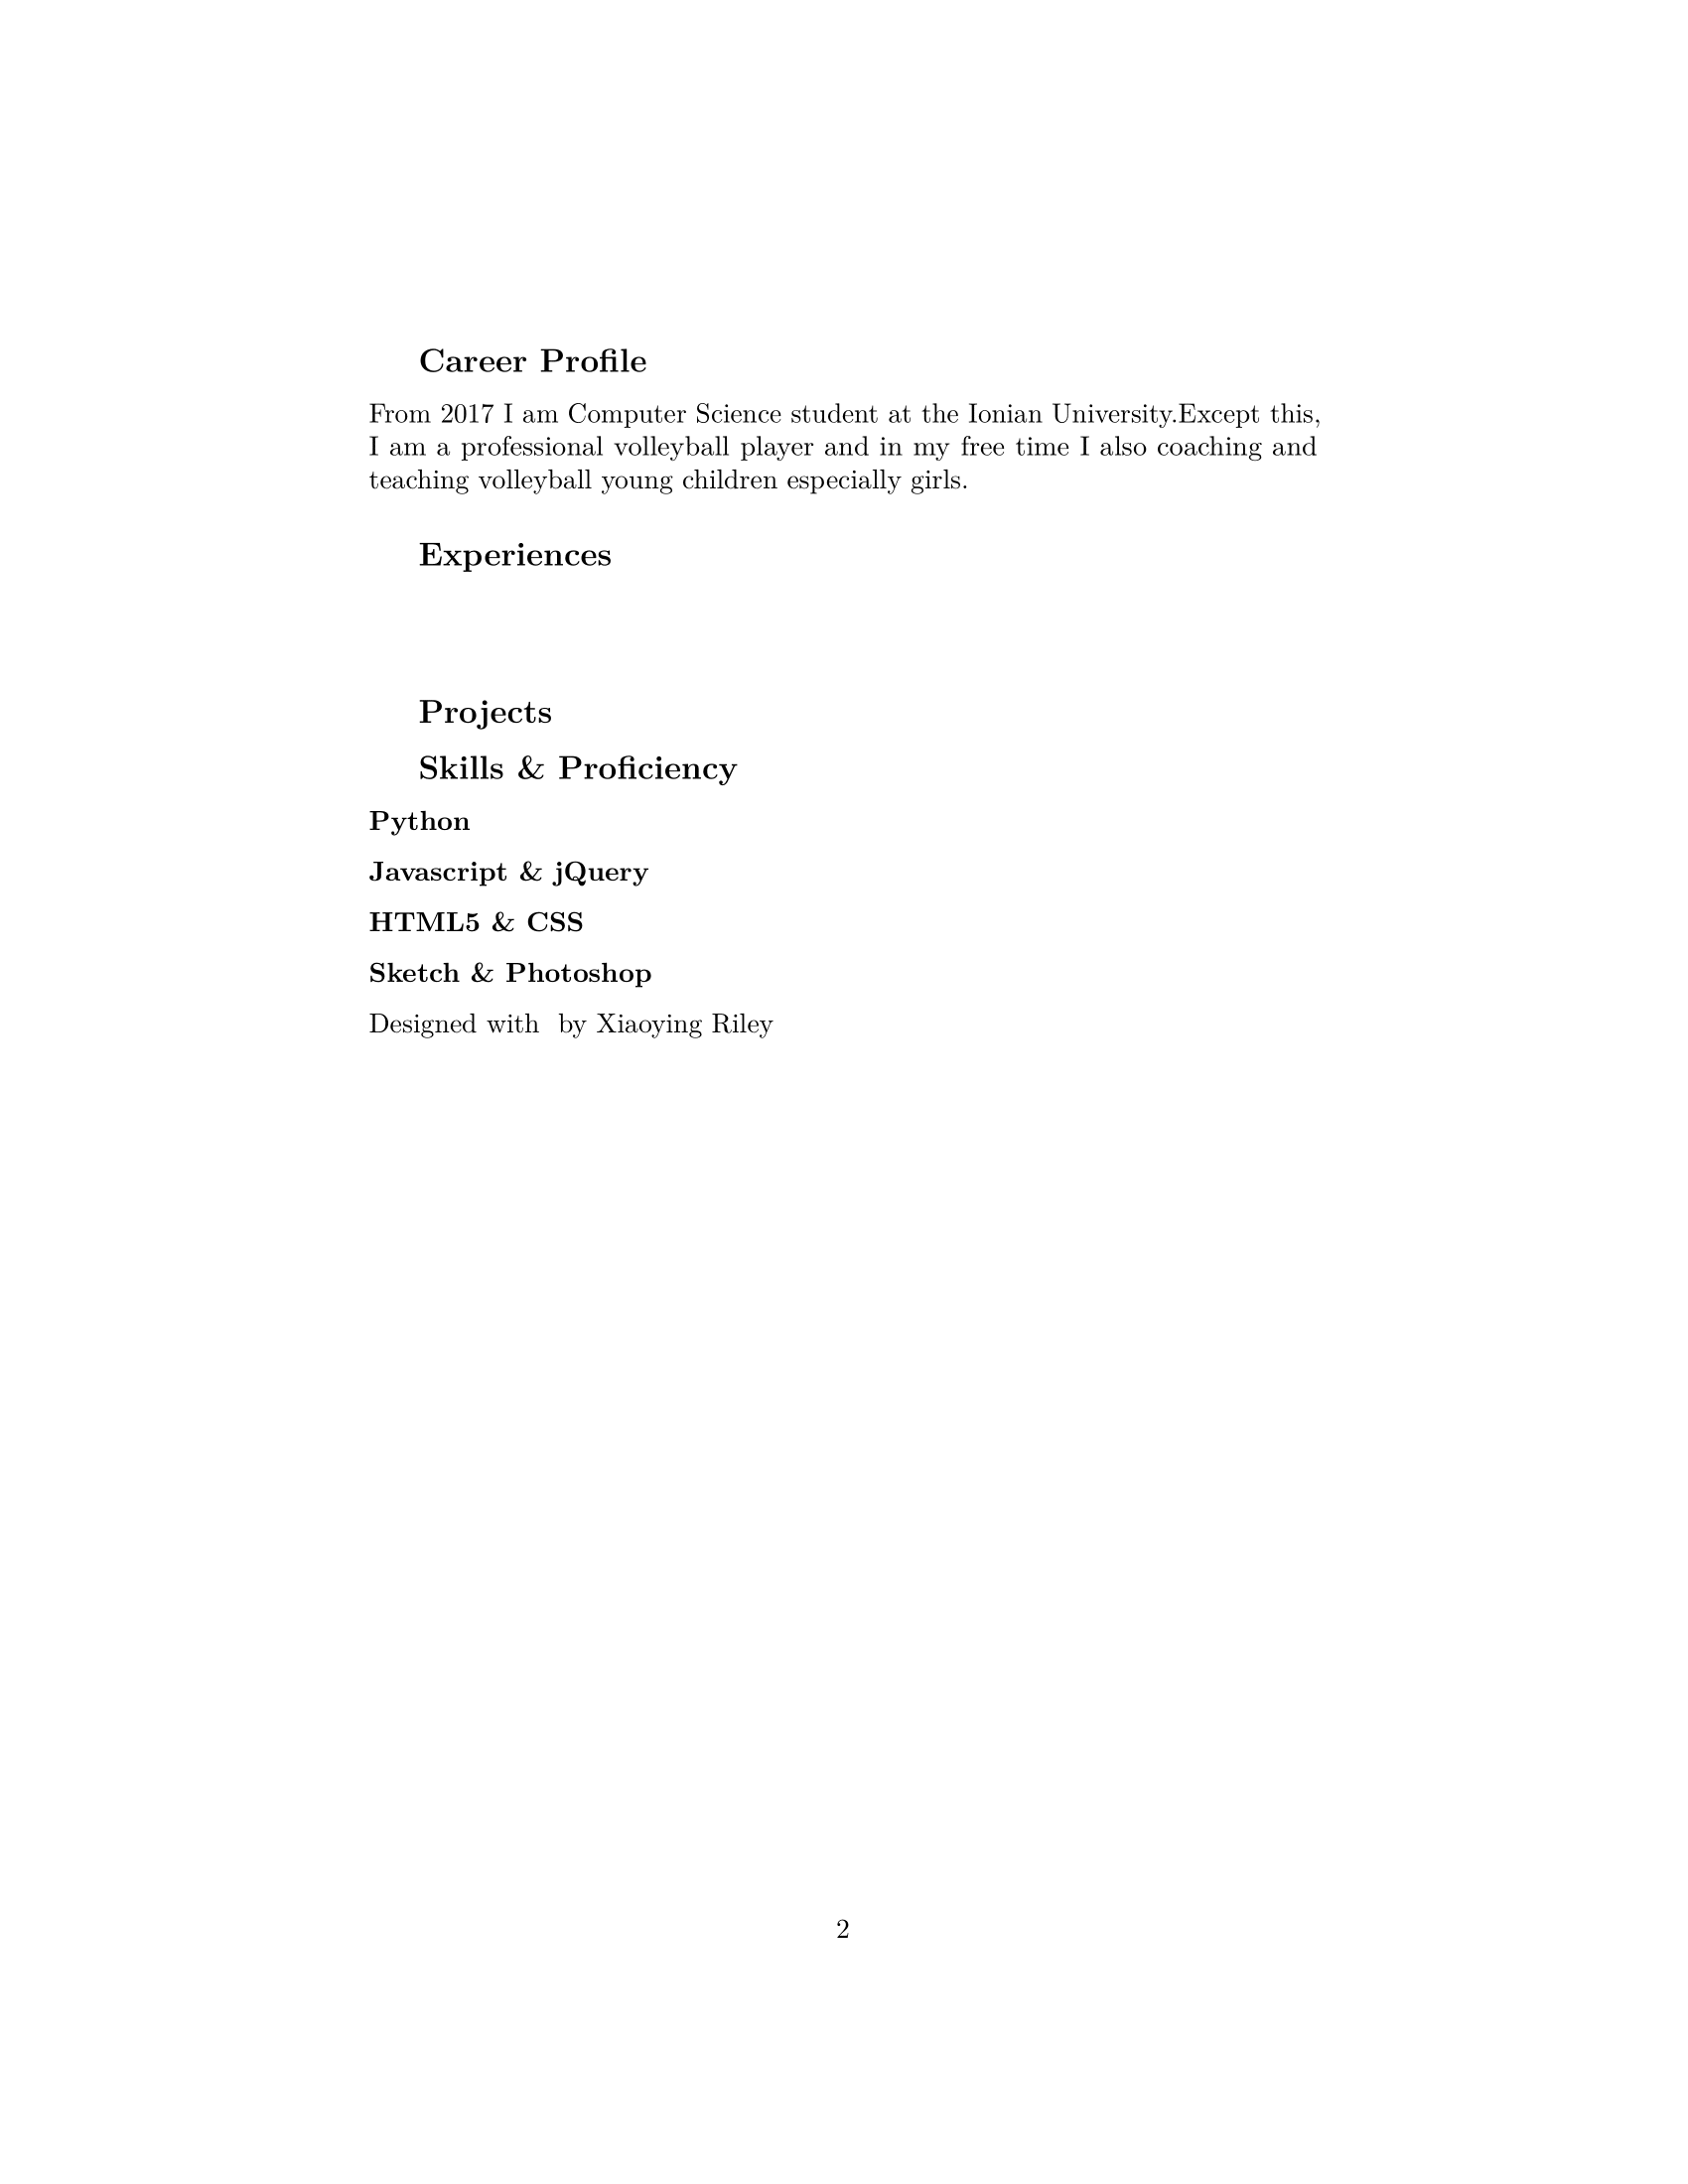 Career Profile
From 2017 I am Computer Science student at the Ionian University.Except this,
I am a professional volleyball player and in my free time I also coaching and
teaching volleyball young children especially girls.
Experiences
Projects
Skills & Proficiency
Python
Javascript & jQuery
HTML5 & CSS
Sketch & Photoshop
Designed with  by Xiaoying Riley
2